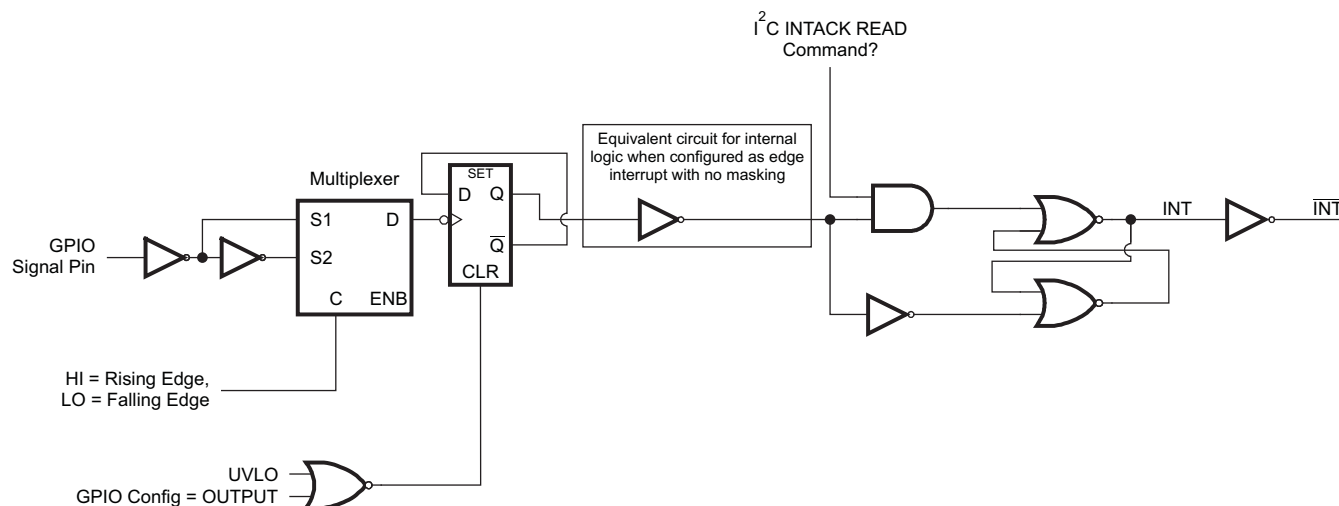 I²C INTACK READ
Command?
Equivalent circuit for internal
logic when configured as edge
interrupt with no masking
Multiplexer
SET
D Q
Q̅
CLR
S1 D
S2
C ENB
GPIO
Signal Pin
INT
I̅N̅T̅
HI = Rising Edge,
LO = Falling Edge
UVLO
GPIO Config = OUTPUT